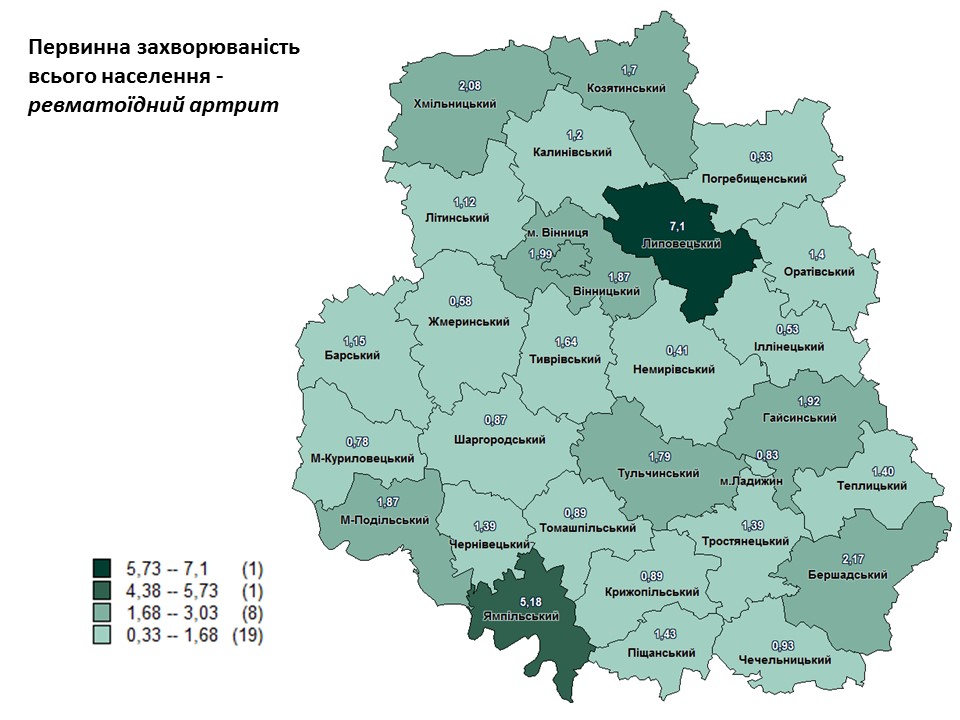 Первинна захворюваність
всього населення -
ревматоїдний артрит
1,7
Козятинський
2,08
Хмільницький
1,2
Калинівський
0,33
Погребищенський
1,12
Літинський
7,1
Липовецький
м. Вінниця
1,99
1,4
Оратівський
1,87
Вінницький
0,58
Жмеринський
0,53
Іллінецький
1,15
Барський
1,64
Тиврівський
0,41
Немирівський
1,92
Гайсинський
0,87
Шаргородський
0,78
М-Куриловецький
1,79
Тульчинський
0,83
м.Ладижин
1.40
Теплицький
1,87
М-Подільський
1,39
Чернівецький
0,89
Томашпільський
1,39
Тростянецький
2,17
Бершадський
0,89
Крижопільський
5,18
Ямпільський
1,43
Піщанський
0,93
Чечельницький
5,73 -- 7,1 (1)
4,38 -- 5,73 (1)
1,68 -- 3,03 (8)
0,33 -- 1,68 (19)